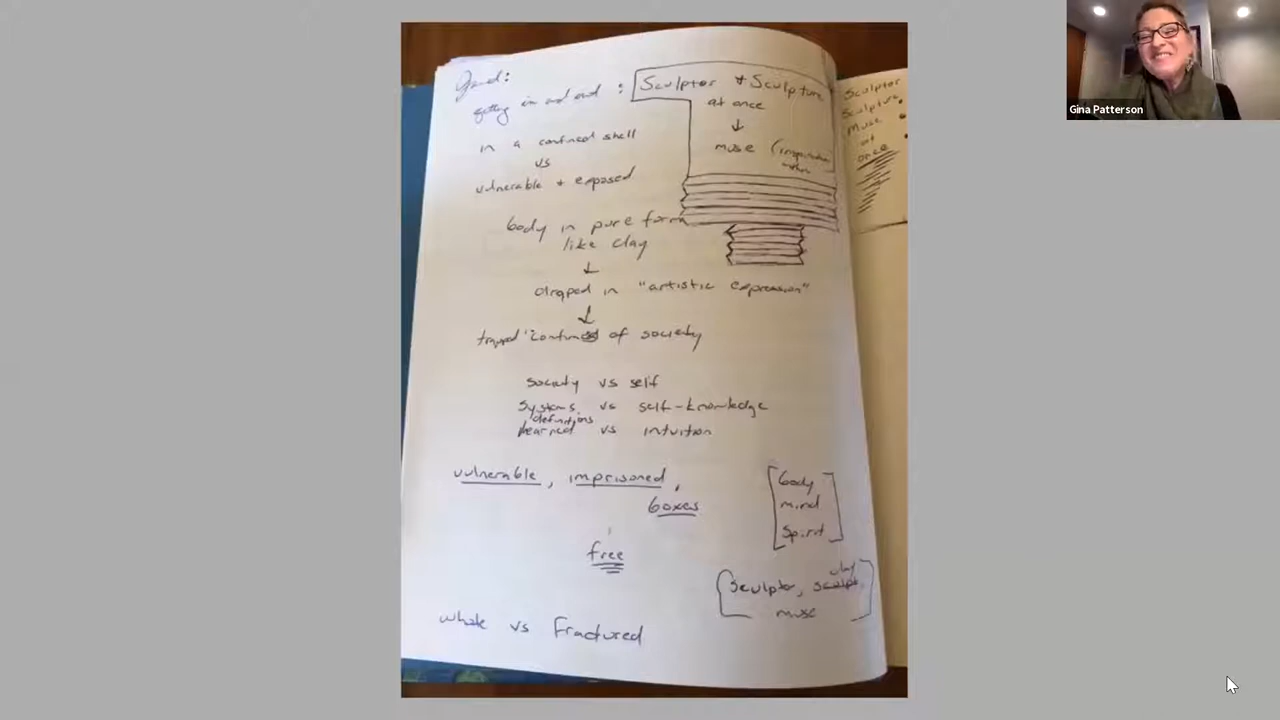 getting in and out : Sculptor + Sculpture
at once
↓
muse (inspiration
in a confined shell
vs
vulnerable + exposed
body in pure form
like clay
↓
draped in "artistic expression"
↓
trapped of society
society vs self
systems vs self-knowledge
definitions
learned vs intuition
vulnerable, imprisoned,
boxes
free
whole vs Fractured
body
mind
spirit
clay
sculptor, sculpt,
muse
Sculptor
Sculpture
Muse
at
once
Gina Patterson